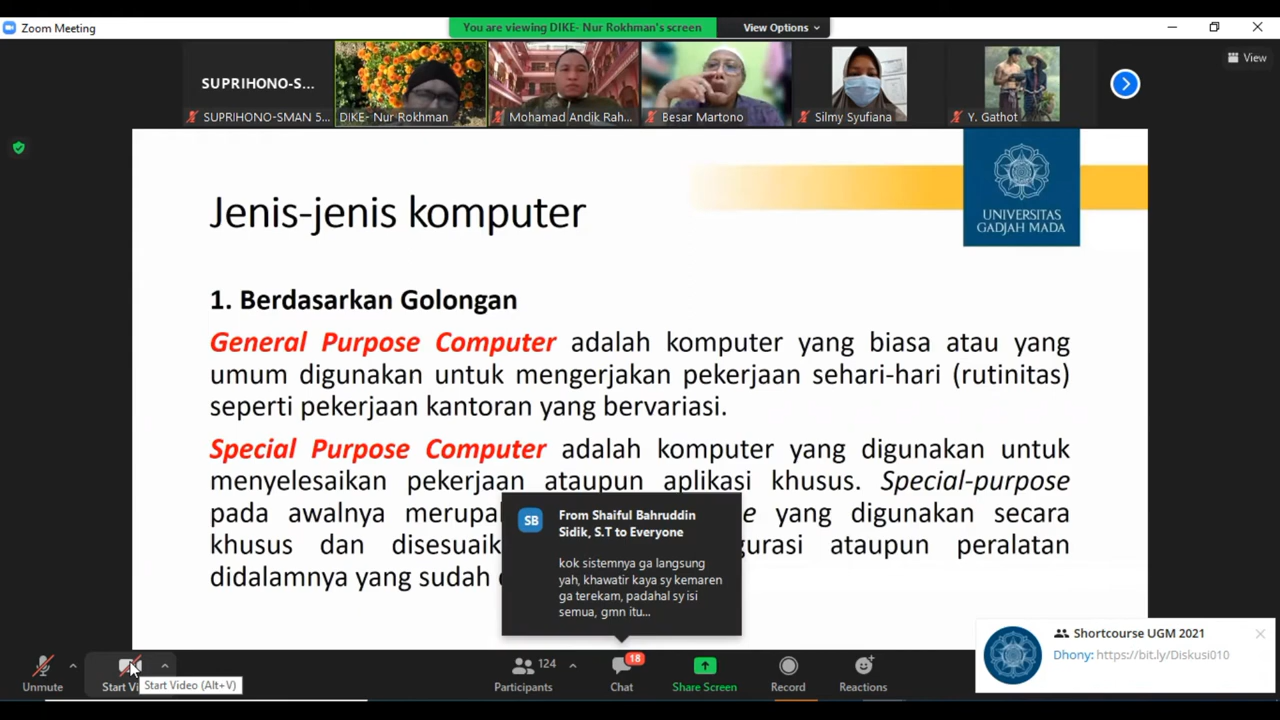 Zoom Meeting
You are viewing DIKE- Nur Rokhman's screen
View Options
View
SUPRIHONO-S...
SUPRIHONO-SMAN 5...
DIKE- Nur Rokhman
Mohamad Andik Rah...
Besar Martono
Silmy Syufiana
Y. Gathot
UNIVERSITAS
GADJAH MADA
Jenis-jenis komputer
1. Berdasarkan Golongan
General Purpose Computer adalah komputer yang biasa atau yang
umum digunakan untuk mengerjakan pekerjaan sehari-hari (rutinitas)
seperti pekerjaan kantoran yang bervariasi.
Special Purpose Computer adalah komputer yang digunakan untuk
menyelesaikan pekerjaan ataupun aplikasi khusus. Special-purpose
pada awalnya yang digunakan secara
khusus dan ataupun peralatan
didalamnya yang sudah
SB
From Shaiful Bahruddin
Sidik, S.T to Everyone
kok sistemnya ga langsung
yah, khawatir kaya sy kemaren
ga terekam, padahal sy isi
semua, gmn itu...
Shortcourse UGM 2021
Dhony: https://bit.ly/Diskusi010
Unmute
Start Vi
Start Video (Alt+V)
124
Participants
18
Chat
Share Screen
Record
Reactions